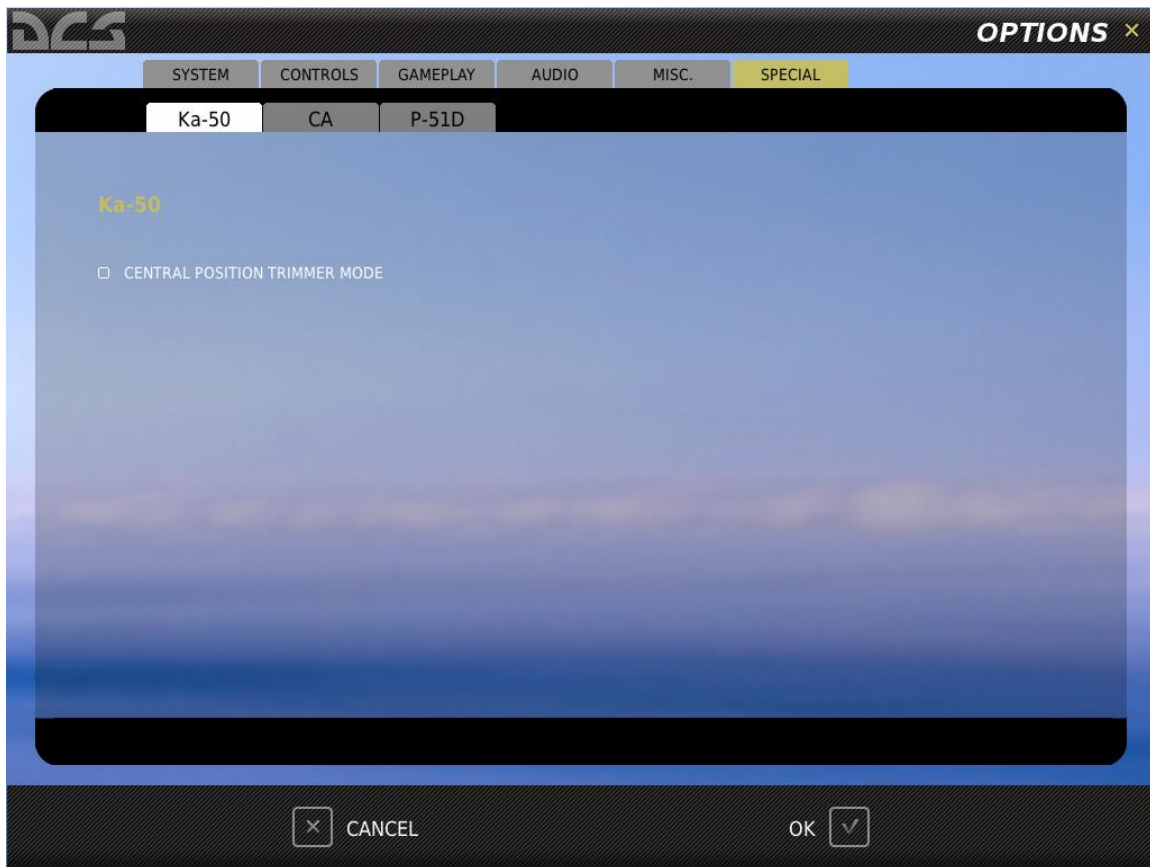 DCS
OPTIONS
SYSTEM CONTROLS GAMEPLAY AUDIO MISC. SPECIAL
Ka-50 CA P-51D
Ka-50
CENTRAL POSITION TRIMMER MODE
CANCEL OK